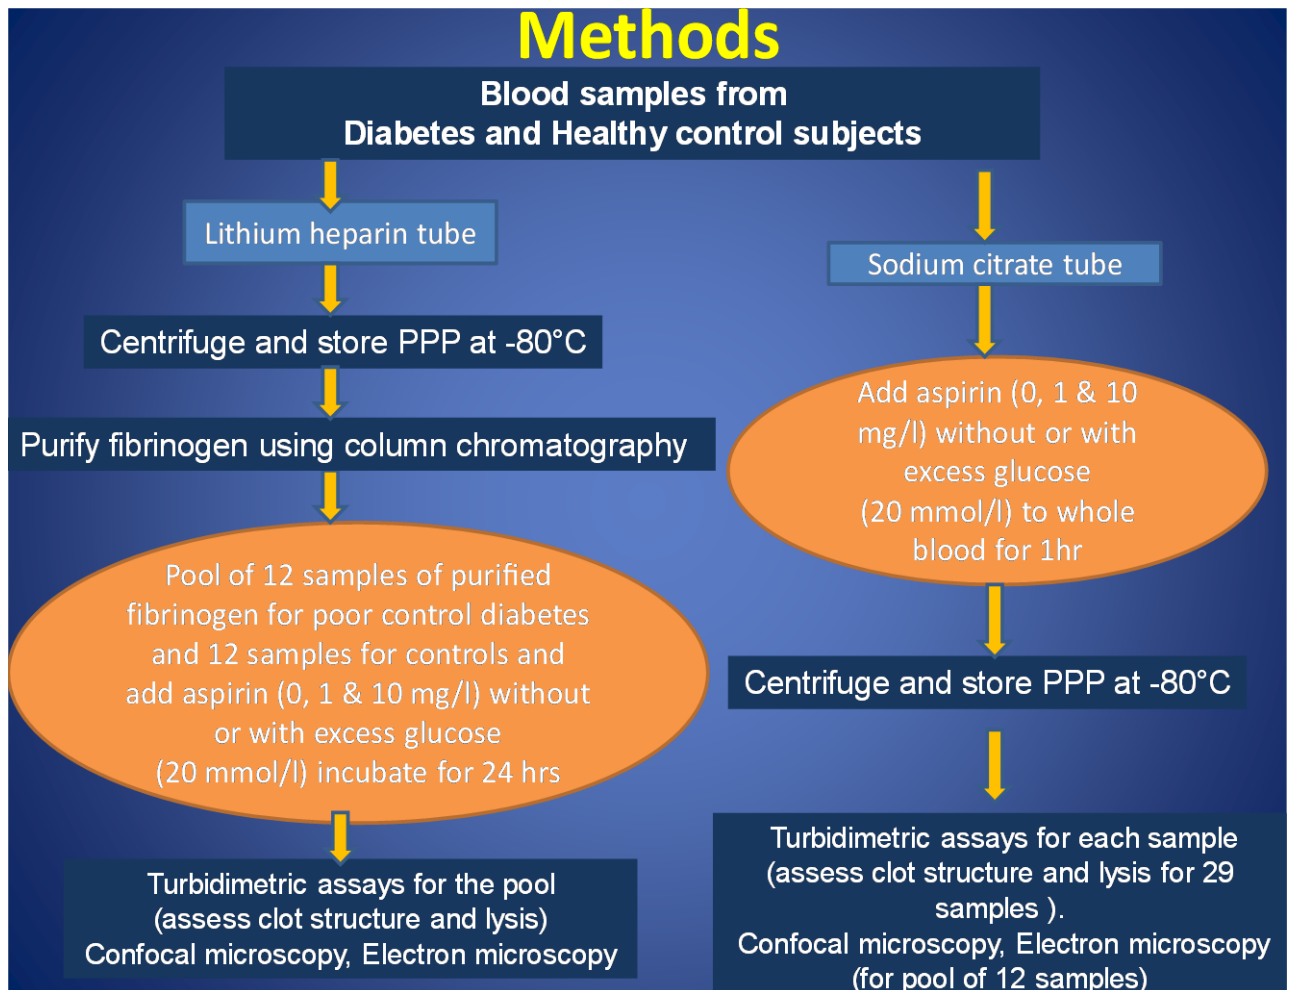 Methods
Blood samples from
Diabetes and Healthy control subjects
Lithium heparin tube
Centrifuge and store PPP at -80°C
Purify fibrinogen using column chromatography
Pool of 12 samples of purified
fibrinogen for poor control diabetes
and 12 samples for controls and
add aspirin (0, 1 & 10 mg/l) without
or with excess glucose
(20 mmol/l) incubate for 24 hrs
Turbidimetric assays for the pool
(assess clot structure and lysis)
Confocal microscopy, Electron microscopy
Sodium citrate tube
Add aspirin (0, 1 & 10
mg/l) without or with
excess glucose
(20 mmol/l) to whole
blood for 1hr
Centrifuge and store PPP at -80°C
Turbidimetric assays for each sample
(assess clot structure and lysis for 29
samples ).
Confocal microscopy, Electron microscopy
(for pool of 12 samples)